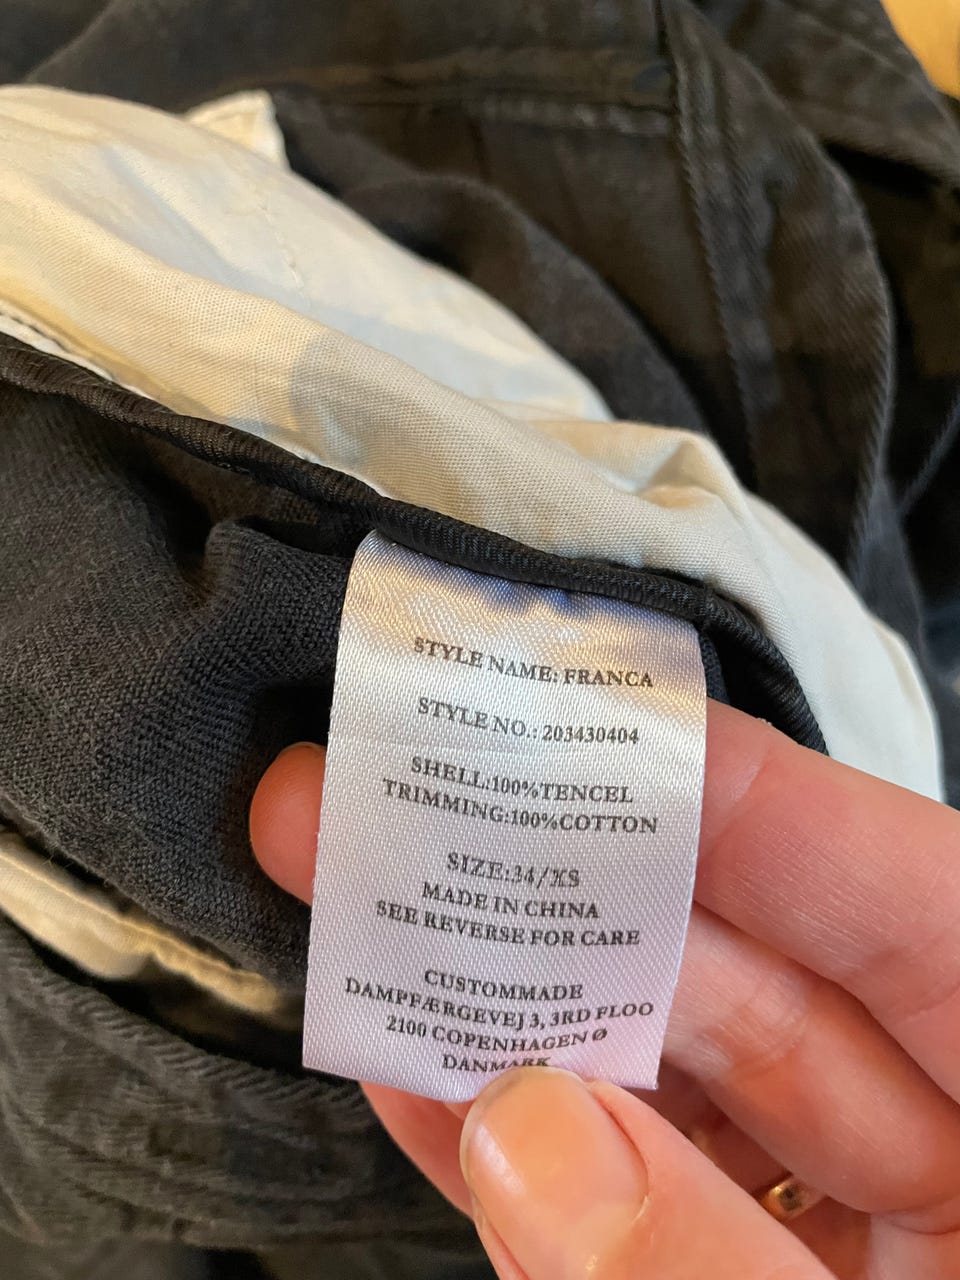 STYLE NAME: FRANCA
STYLE NO.: 203430404
SHELL:100%TENCEL
TRIMMING:100%COTTON
SIZE:34/XS
MADE IN CHINA
SEE REVERSE FOR CARE
CUSTOMMADE
DAMPFÆRGEVEJ 3, 3RD FLOO
2100 COPENHAGEN Ø
DANMARK